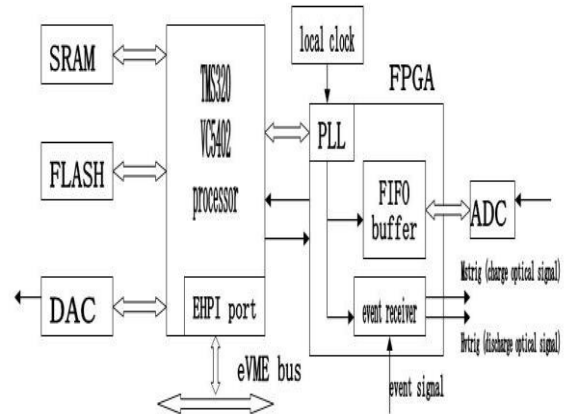 local clock
SRAM
TMS320
VC5402
processor
FPGA
PLL
FLASH
FIFO
buffer
ADC
Mstrig (charge optical signal)
DAC
EHPI port
event receiver
Hvtrig (discharge optical signal)
eVME bus
event signal